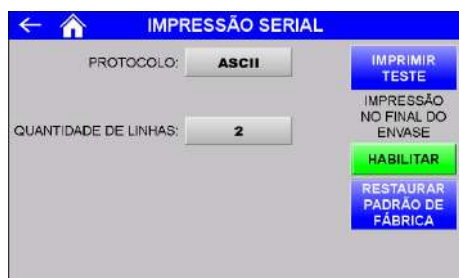 IMPRESSÃO SERIAL
PROTOCOLO: ASCII
IMPRIMIR
TESTE
IMPRESSÃO
NO FINAL DO
ENVASE
QUANTIDADE DE LINHAS: 2
HABILITAR
RESTAURAR
PADRÃO DE
FÁBRICA